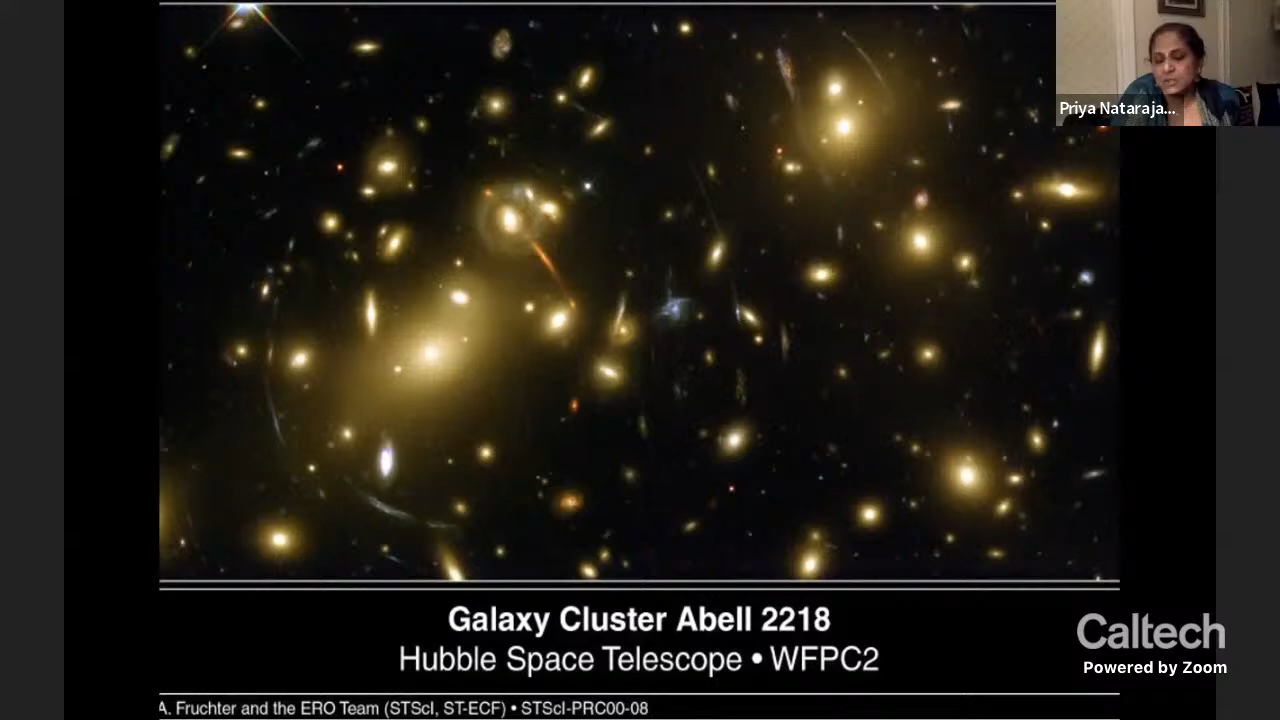 Priya Nataraja...
Galaxy Cluster Abell 2218
Hubble Space Telescope • WFPC2
Caltech
Powered by Zoom
A. Fruchter and the ERO Team (STScI, ST-ECF) • STScI-PRC00-08